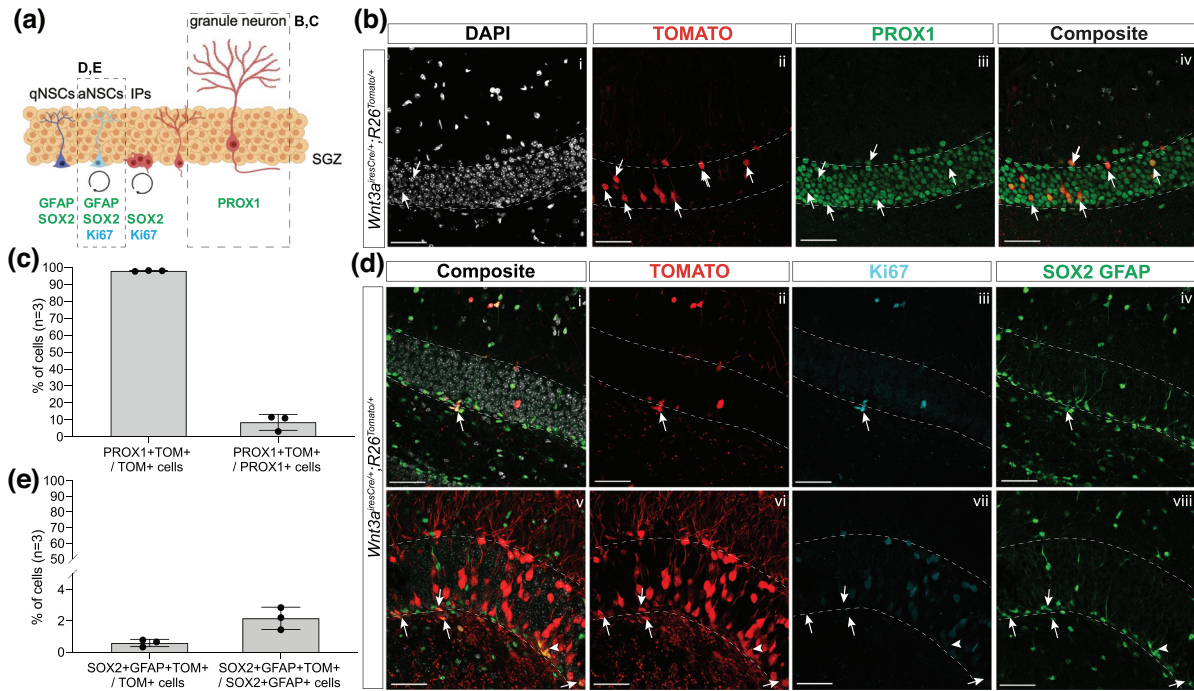 (a)
granule neuron
B,C
D,E
qNSCs
aNSCs
IPs
SGZ
GFAP
SOX2
GFAP
SOX2
Ki67
SOX2
Ki67
PROX1
(b)
DAPI
TOMATO
PROX1
Composite
Wnt3a^iresCre/+;R26^Tomato/+
i
ii
iii
iv
(c)
% of cells (n=3)
100
90
80
70
60
50
40
30
20
10
0
PROX1+TOM+
/ TOM+ cells
PROX1+TOM+
/ PROX1+ cells
(d)
Composite
TOMATO
Ki67
SOX2 GFAP
Wnt3a^iresCre/+;R26^Tomato/+
i
ii
iii
iv
v
vi
vii
viii
(e)
% of cells (n=3)
100
90
80
70
60
50
4
2
0
SOX2+GFAP+TOM+
/ TOM+ cells
SOX2+GFAP+TOM+
/ SOX2+GFAP+ cells